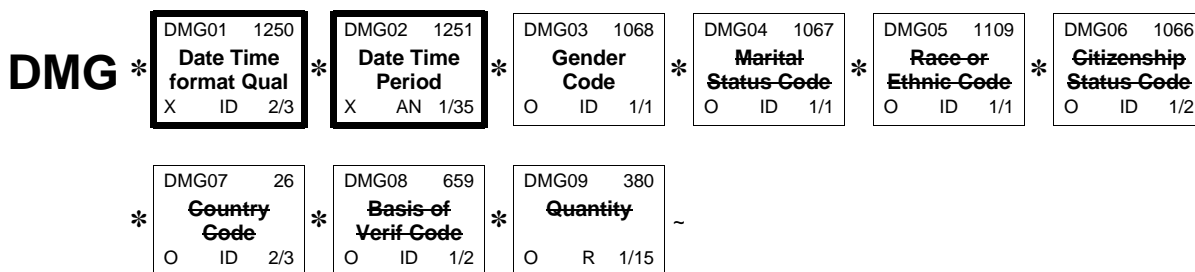 DMG * DMG01 1250 * DMG02 1251 * DMG03 1068 * DMG04 1067 * DMG05 1109 * DMG06 1066
Date Time Date Time Gender Marital Race or Citizenship
format Qual Period Code Status Code Ethnic Code Status Code
X ID 2/3 X AN 1/35 O ID 1/1 O ID 1/1 O ID 1/1 O ID 1/2
* DMG07 26 * DMG08 659 * DMG09 380 ~
Country Basis of Quantity
Code Verif Code
O ID 2/3 O ID 1/2 O R 1/15